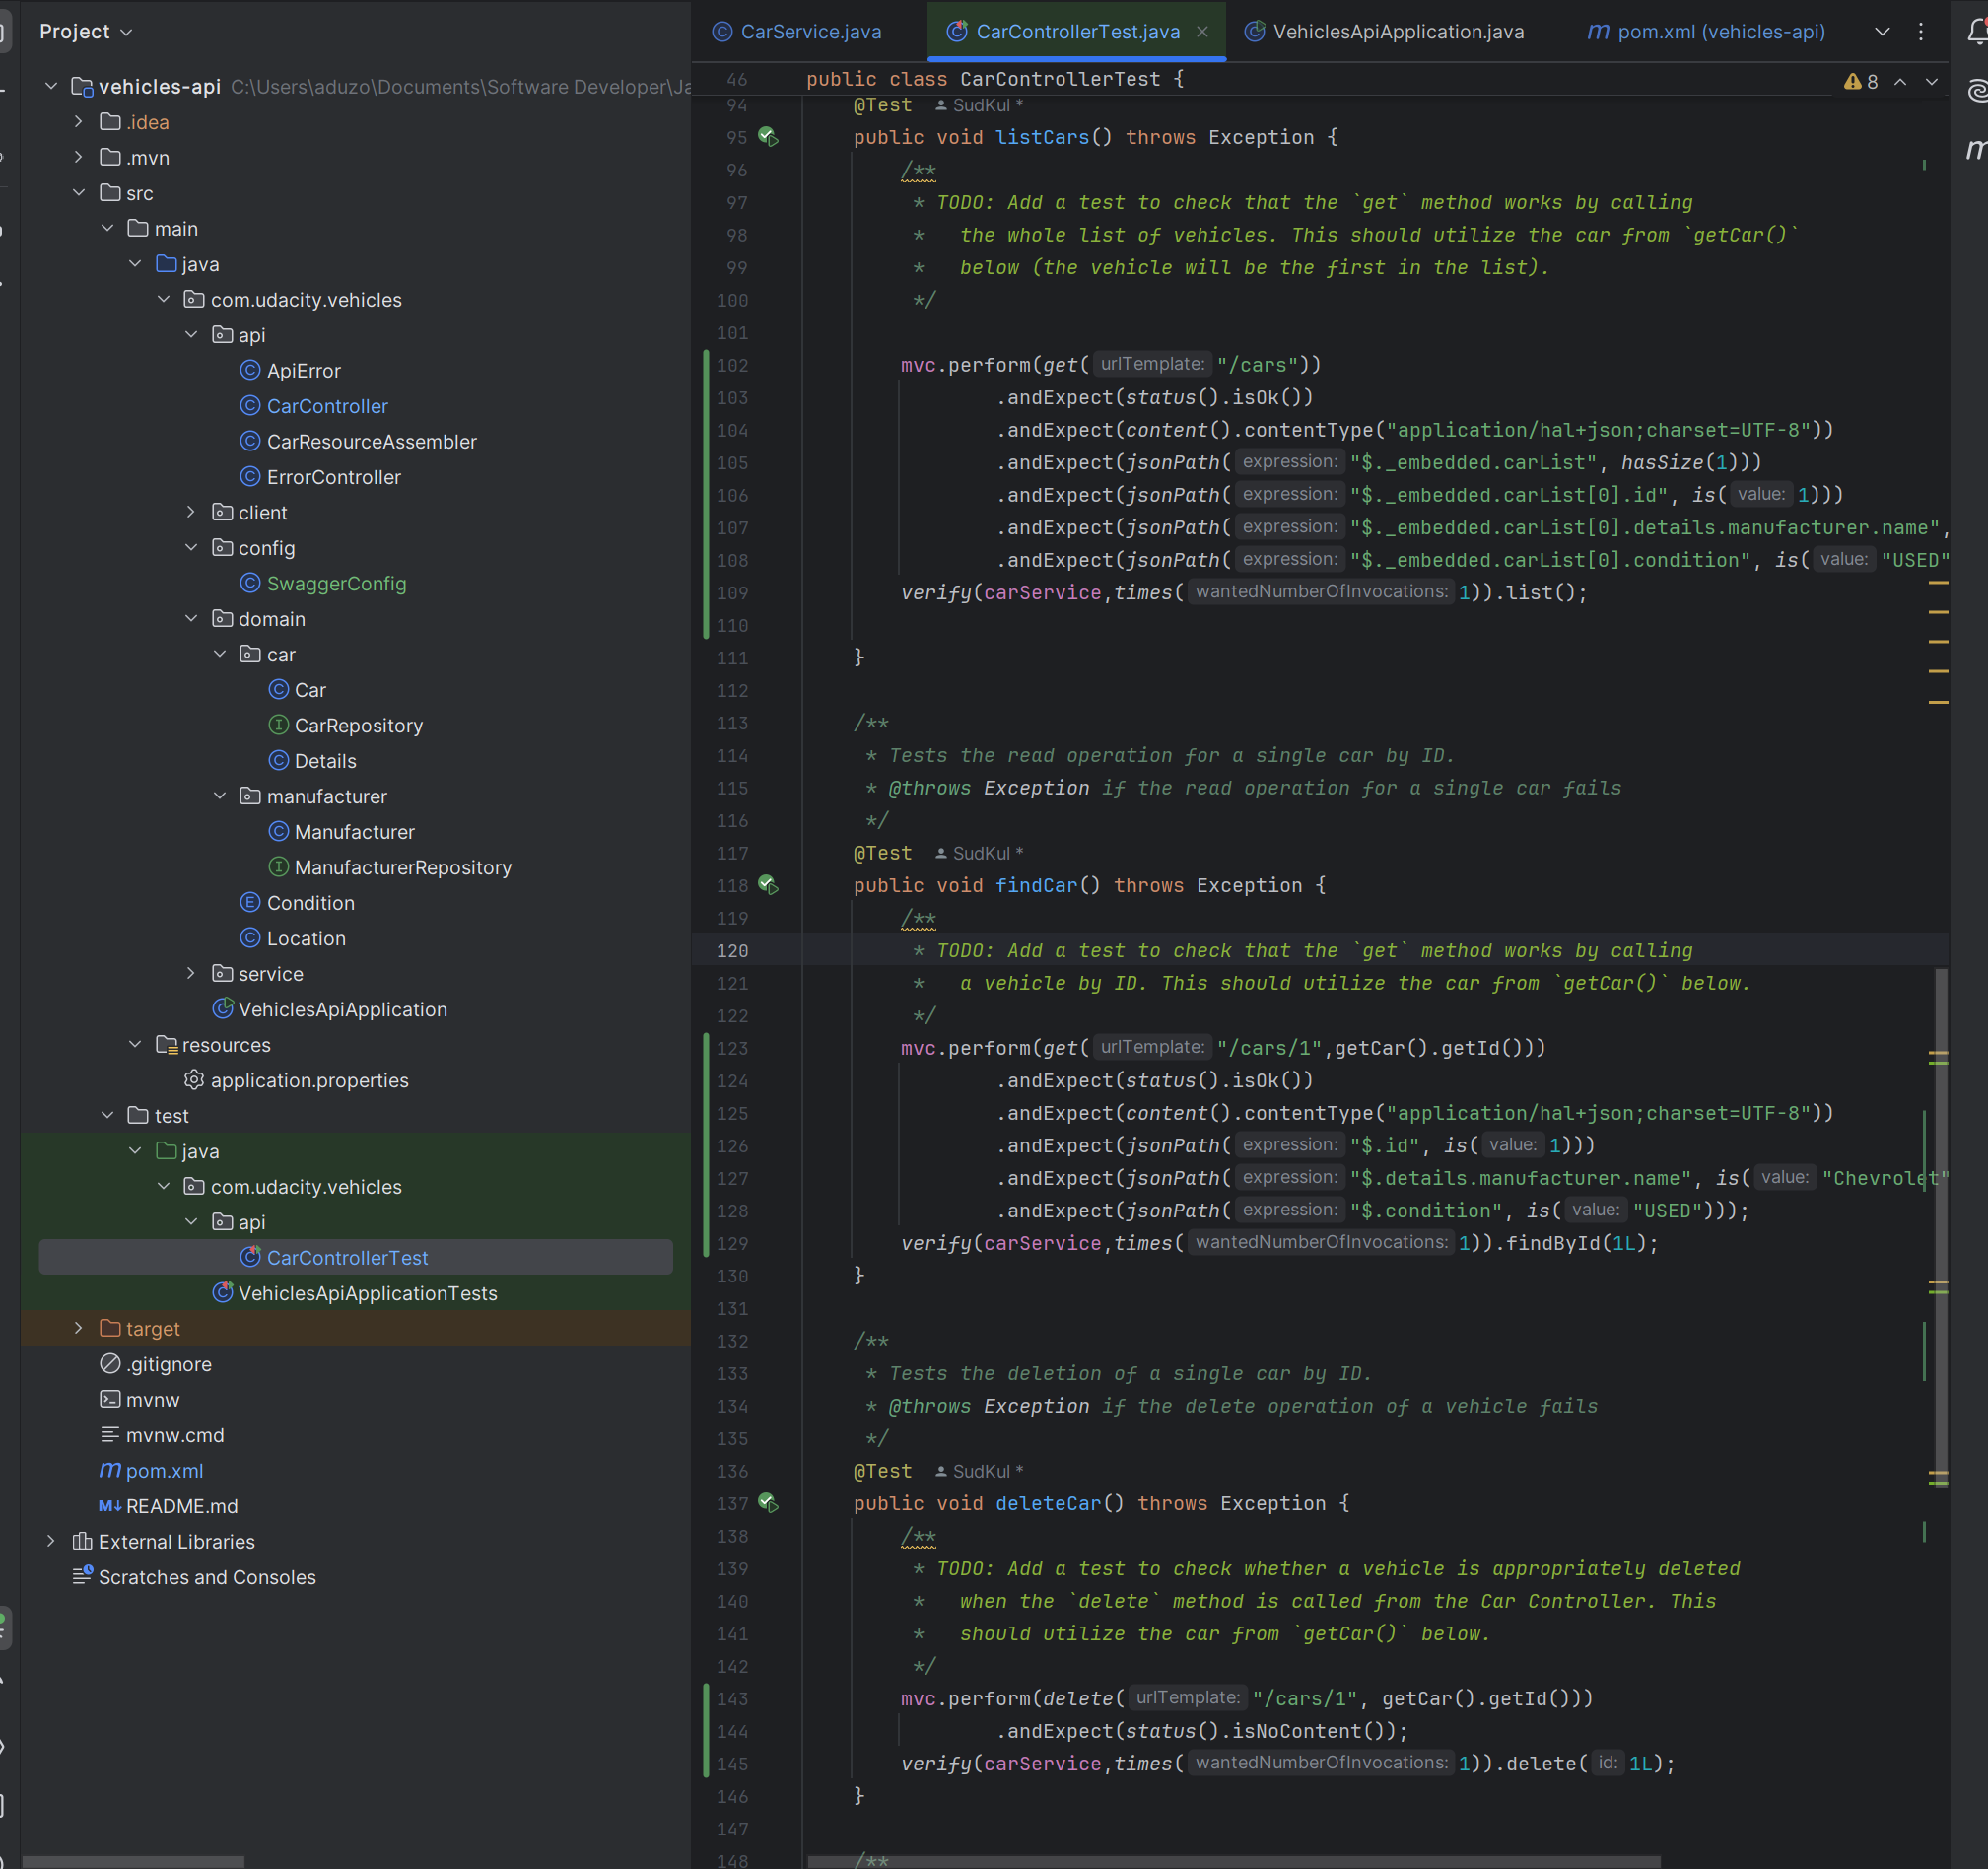 Project
vehicles-api C:\Users\aduzo\Documents\Software Developer\Ja
.idea
.mvn
src
main
java
com.udacity.vehicles
api
ApiError
CarController
CarResourceAssembler
ErrorController
client
config
SwaggerConfig
domain
car
Car
CarRepository
Details
manufacturer
Manufacturer
ManufacturerRepository
Condition
Location
service
VehiclesApiApplication
resources
application.properties
test
java
com.udacity.vehicles
api
CarControllerTest
VehiclesApiApplicationTests
target
.gitignore
mvnw
mvnw.cmd
pom.xml
README.md
External Libraries
Scratches and Consoles
CarService.java CarControllerTest.java VehiclesApiApplication.java pom.xml (vehicles-api)
46 public class CarControllerTest { 8
94 @Test SudKul *
95 public void listCars() throws Exception {
96 /**
97 * TODO: Add a test to check that the `get` method works by calling
98 * the whole list of vehicles. This should utilize the car from `getCar()`
99 * below (the vehicle will be the first in the list).
100 */
101
102 mvc.perform(get( urlTemplate: "/cars"))
103 .andExpect(status().isOk())
104 .andExpect(content().contentType("application/hal+json;charset=UTF-8"))
105 .andExpect(jsonPath( expression: "$._embedded.carList", hasSize(1)))
106 .andExpect(jsonPath( expression: "$._embedded.carList[0].id", is( value: 1)))
107 .andExpect(jsonPath( expression: "$._embedded.carList[0].details.manufacturer.name",
108 .andExpect(jsonPath( expression: "$._embedded.carList[0].condition", is( value: "USED"
109 verify(carService,times( wantedNumberOfInvocations: 1)).list();
110
111 }
112
113 /**
114 * Tests the read operation for a single car by ID.
115 * @throws Exception if the read operation for a single car fails
116 */
117 @Test SudKul *
118 public void findCar() throws Exception {
119 /**
120 * TODO: Add a test to check that the `get` method works by calling
121 * a vehicle by ID. This should utilize the car from `getCar()` below.
122 */
123 mvc.perform(get( urlTemplate: "/cars/1",getCar().getId()))
124 .andExpect(status().isOk())
125 .andExpect(content().contentType("application/hal+json;charset=UTF-8"))
126 .andExpect(jsonPath( expression: "$.id", is( value: 1)))
127 .andExpect(jsonPath( expression: "$.details.manufacturer.name", is( value: "Chevrolet"
128 .andExpect(jsonPath( expression: "$.condition", is( value: "USED")));
129 verify(carService,times( wantedNumberOfInvocations: 1)).findById(1L);
130 }
131
132 /**
133 * Tests the deletion of a single car by ID.
134 * @throws Exception if the delete operation of a vehicle fails
135 */
136 @Test SudKul *
137 public void deleteCar() throws Exception {
138 /**
139 * TODO: Add a test to check whether a vehicle is appropriately deleted
140 * when the `delete` method is called from the Car Controller. This
141 * should utilize the car from `getCar()` below.
142 */
143 mvc.perform(delete( urlTemplate: "/cars/1", getCar().getId()))
144 .andExpect(status().isNoContent());
145 verify(carService,times( wantedNumberOfInvocations: 1)).delete( id: 1L);
146 }
147
148 /**